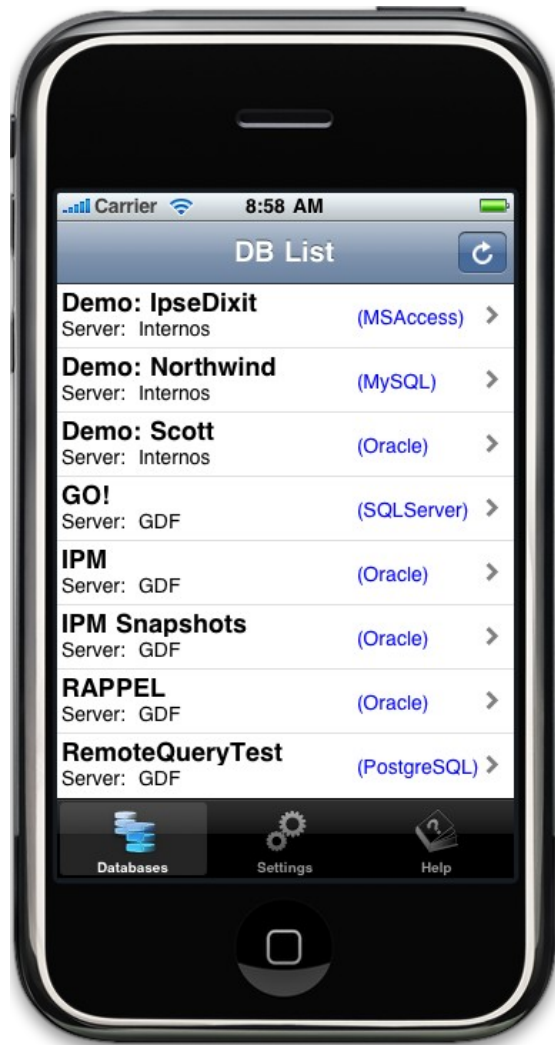 Carrier 8:58 AM
DB List
Demo: IpseDixit
Server: Internos
(MSAccess)
Demo: Northwind
Server: Internos
(MySQL)
Demo: Scott
Server: Internos
(Oracle)
GO!
Server: GDF
(SQLServer)
IPM
Server: GDF
(Oracle)
IPM Snapshots
Server: GDF
(Oracle)
RAPPEL
Server: GDF
(Oracle)
RemoteQueryTest
Server: GDF
(PostgreSQL)
Databases Settings Help